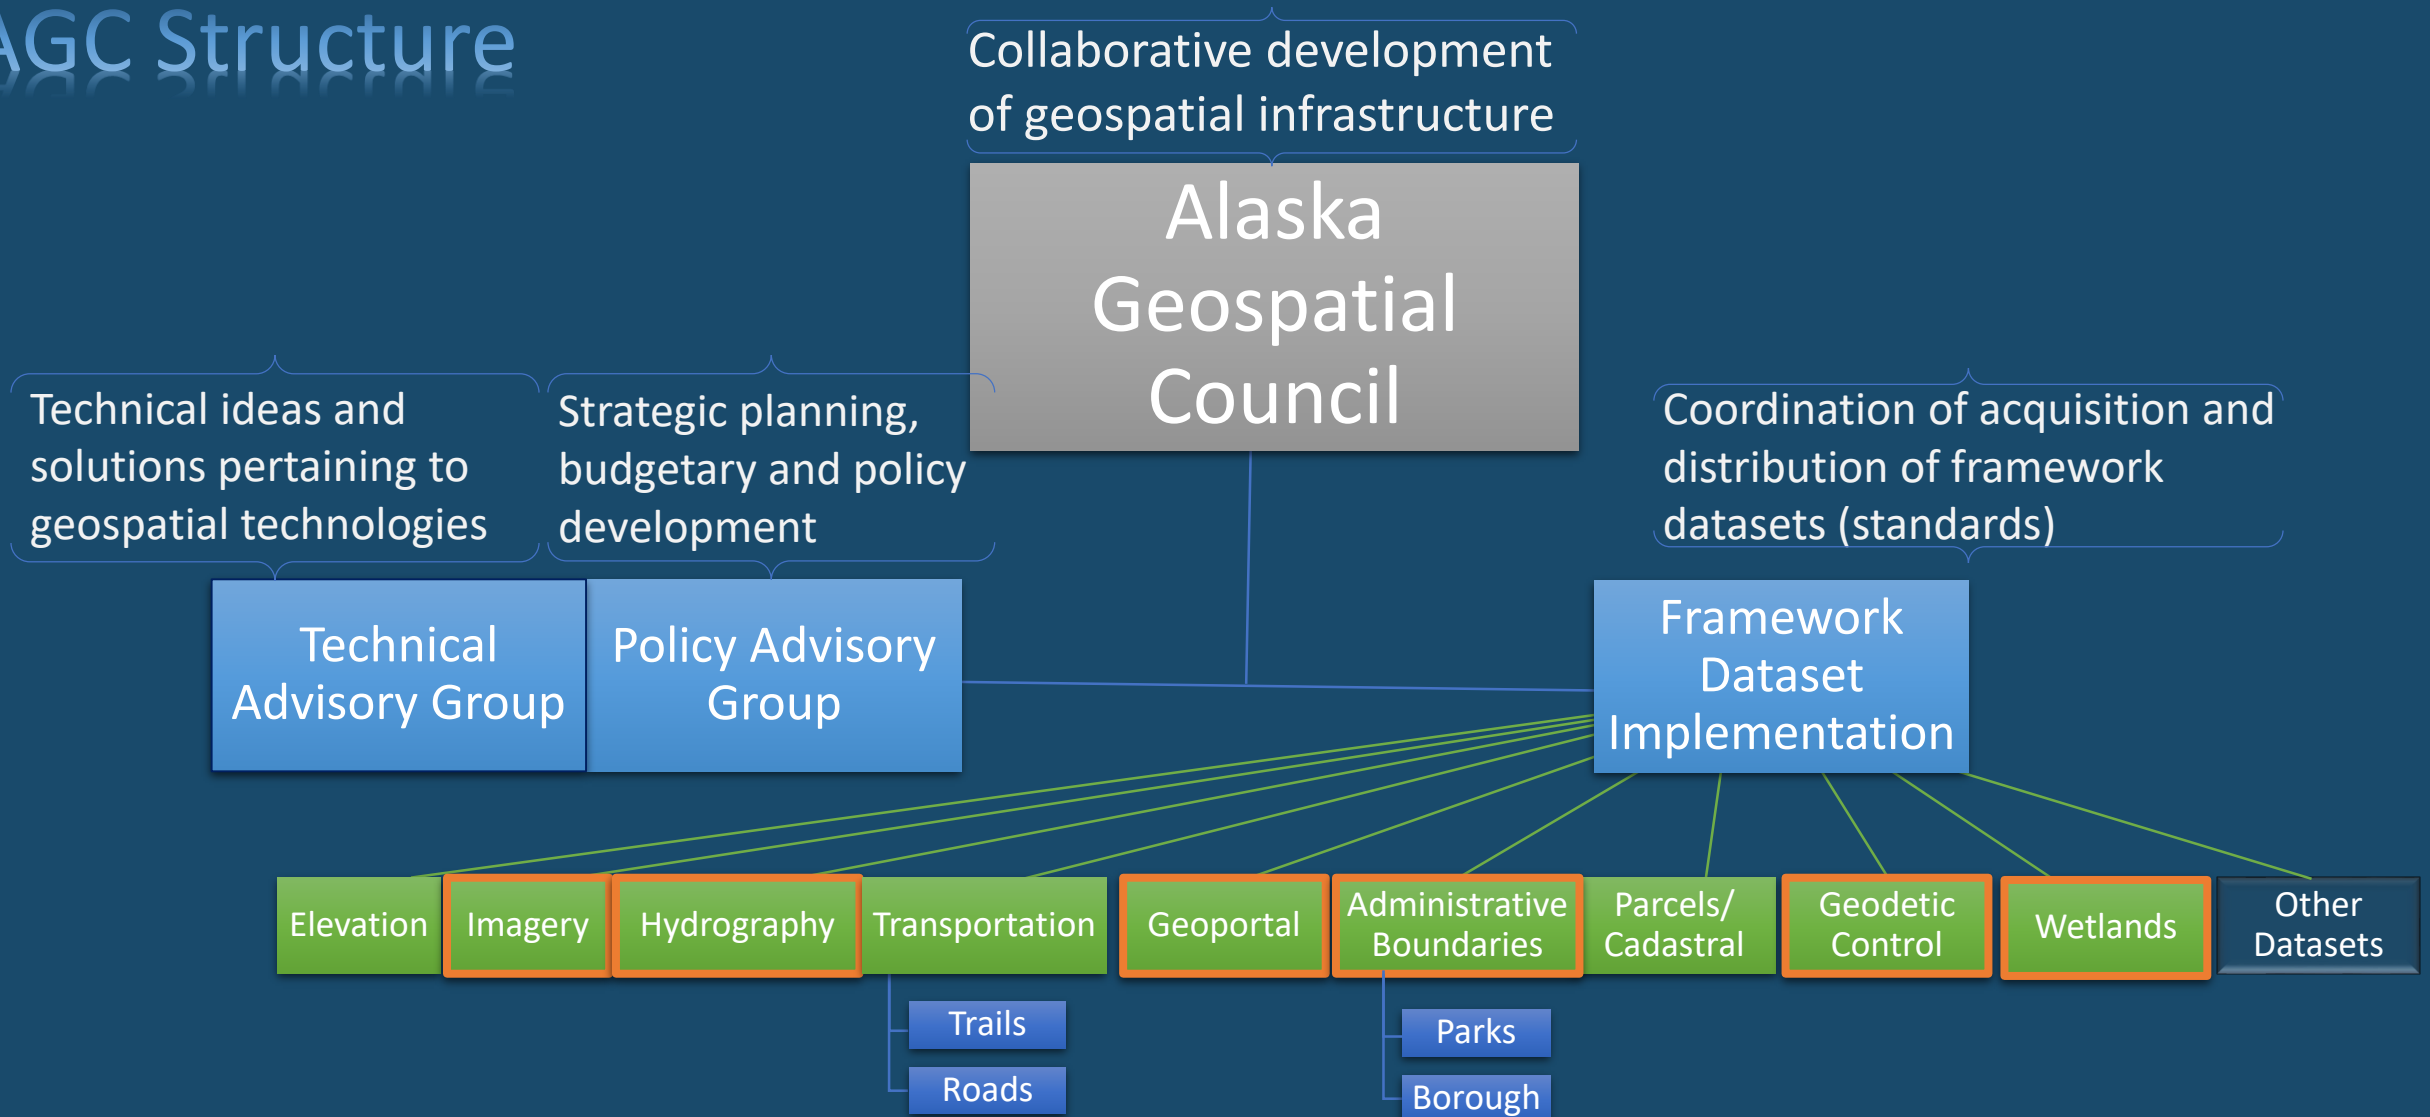 AGC Structure
Collaborative development
of geospatial infrastructure
Alaska
Geospatial
Council
Technical ideas and
solutions pertaining to
geospatial technologies
Strategic planning,
budgetary and policy
development
Coordination of acquisition and
distribution of framework
datasets (standards)
Technical
Advisory Group
Policy Advisory
Group
Framework
Dataset
Implementation
Elevation
Imagery
Hydrography
Transportation
Geoportal
Administrative
Boundaries
Parcels/
Cadastral
Geodetic
Control
Wetlands
Other
Datasets
Trails
Roads
Parks
Borough